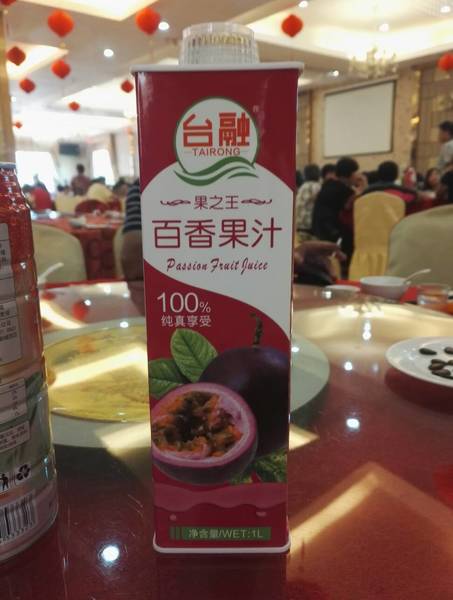 台融
®
TAIRONG
果之王
百香果汁
Passion Fruit Juice
100%
纯真享受
净含量/WET:1L